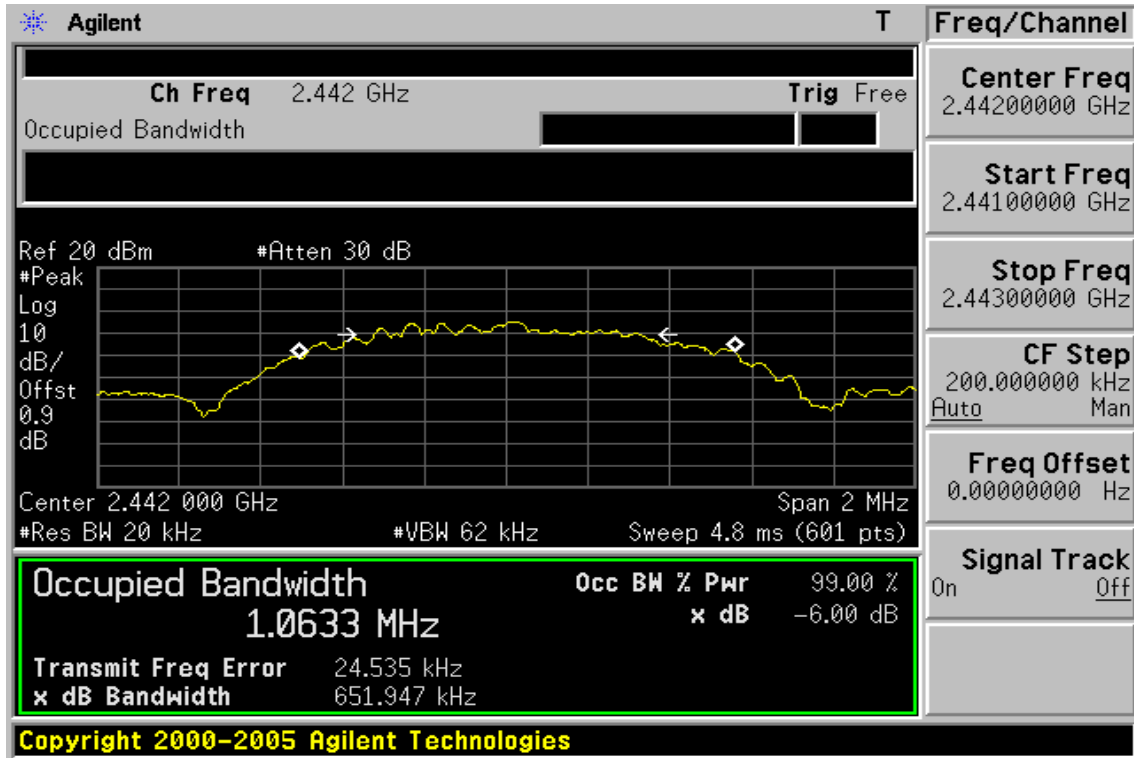 Agilent T Freq/Channel
Ch Freq 2.442 GHz Trig Free
Occupied Bandwidth
Center Freq
2.44200000 GHz
Start Freq
2.44100000 GHz
Stop Freq
2.44300000 GHz
CF Step
200.000000 kHz
Auto Man
Freq Offset
0.00000000 Hz
Signal Track
On Off
Ref 20 dBm #Atten 30 dB
#Peak
Log
10
dB/
Offst
0.9
dB
Center 2.442 000 GHz Span 2 MHz
#Res BW 20 kHz #VBW 62 kHz Sweep 4.8 ms (601 pts)
Occupied Bandwidth
1.0633 MHz
Occ BW % Pwr 99.00 %
x dB -6.00 dB
Transmit Freq Error 24.535 kHz
x dB Bandwidth 651.947 kHz
Copyright 2000-2005 Agilent Technologies